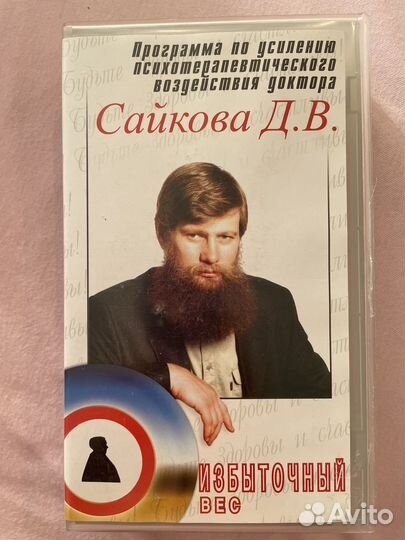 Программа по усилению
психотерапевтического
воздействия доктора
Сайкова Д.В.
ИЗБЫТОЧНЫЙ
ВЕС
Avito